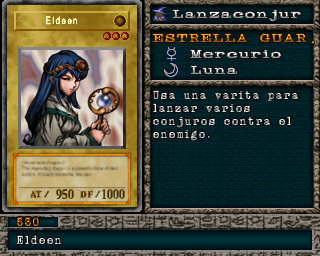 Eldeen
AT/ 950 DF/1000
Lanzaconjur
ESTRELLA GUAR.
Mercurio
Luna
Usa una varita para
lanzar varios
conjuros contra el
enemigo.
530
Eldeen